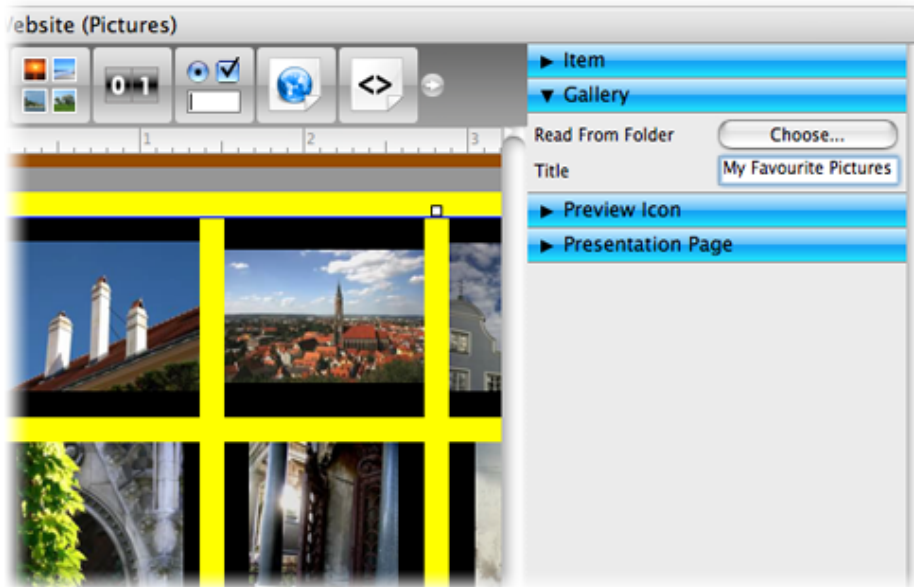 ebsite (Pictures)
0 1
<>
1 2 3
Item
Gallery
Read From Folder Choose...
Title My Favourite Pictures
Preview Icon
Presentation Page